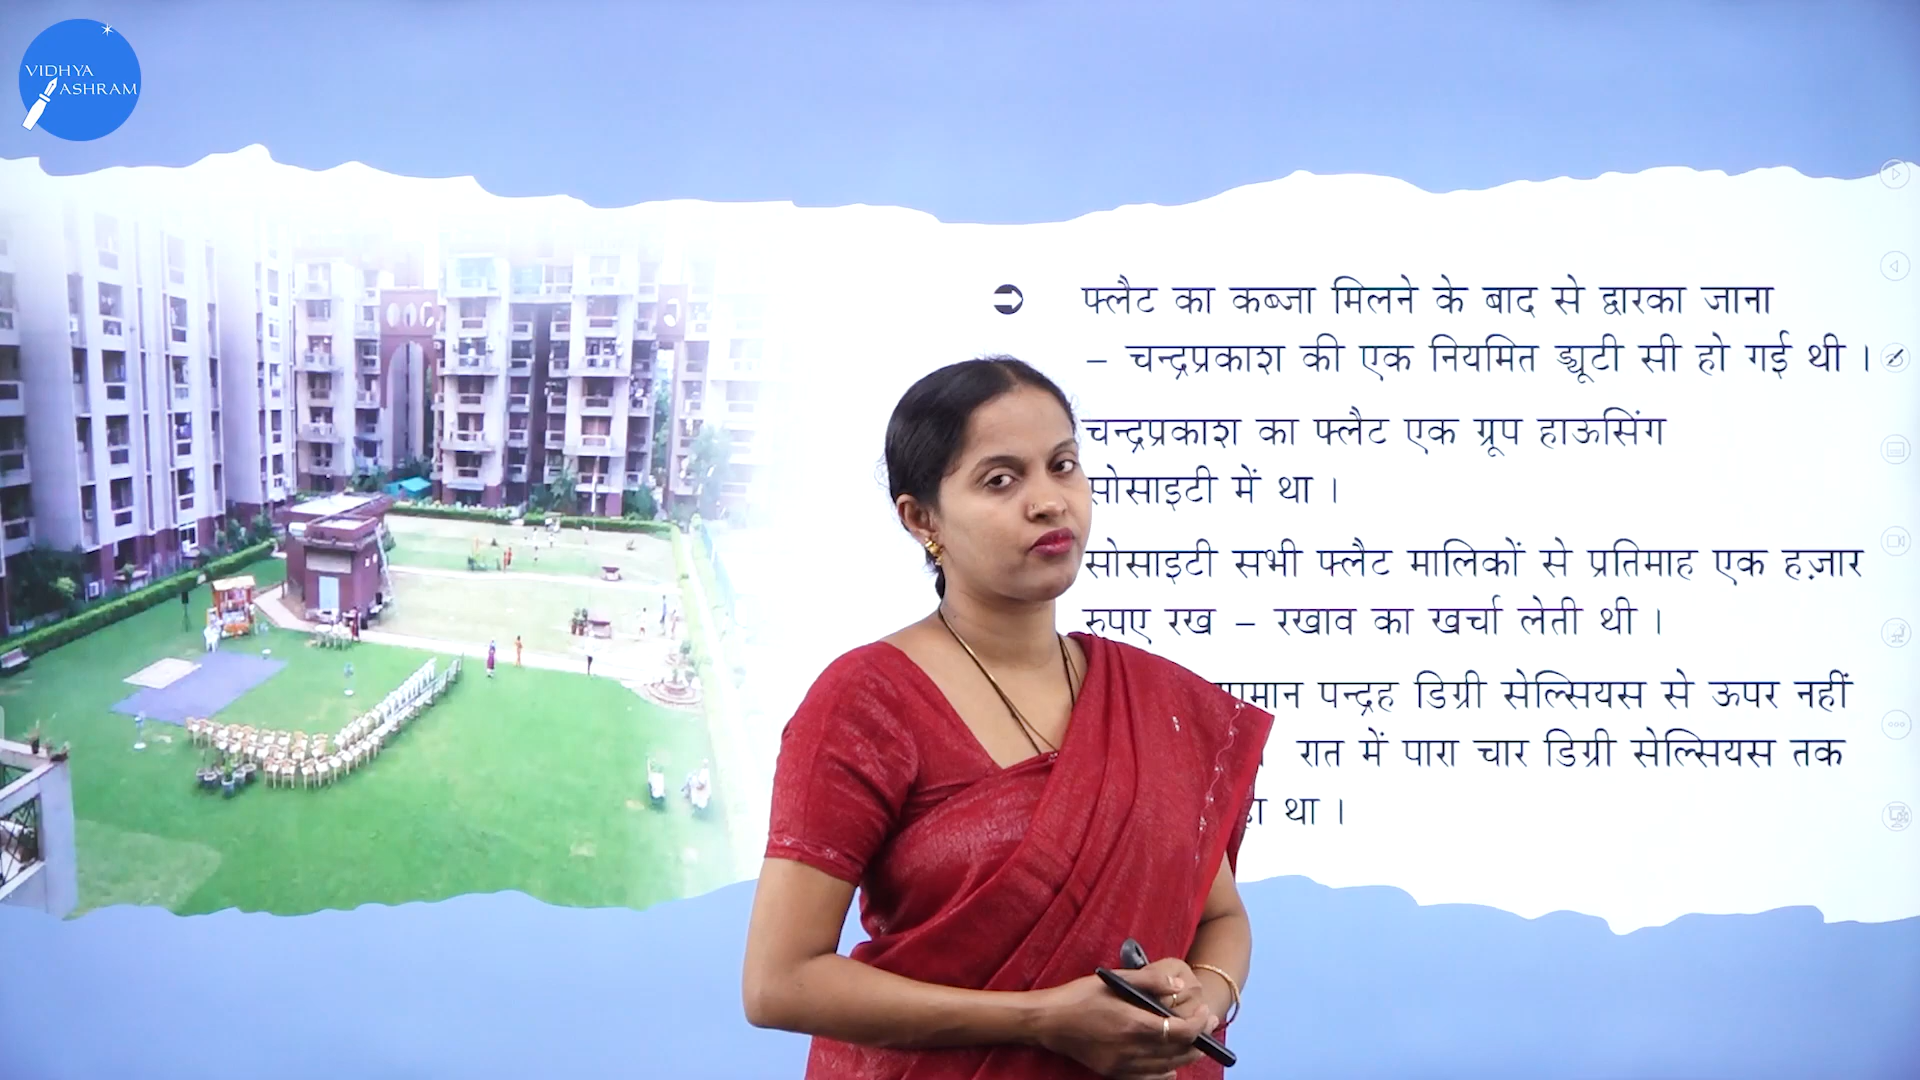 VIDHYA
ASHRAM
फ्लैट का कब्जा मिलने के बाद से द्वारका जाना
– चन्द्रप्रकाश की एक नियमित ड्यूटी सी हो गई थी ।
चन्द्रप्रकाश का फ्लैट एक ग्रूप हाऊसिंग
सोसाइटी में था ।
सोसाइटी सभी फ्लैट मालिकों से प्रतिमाह एक हज़ार
रुपए रख – रखाव का खर्चा लेती थी ।
पन्द्रह डिग्री सेल्सियस से ऊपर नहीं
रात में पारा चार डिग्री सेल्सियस तक
था ।